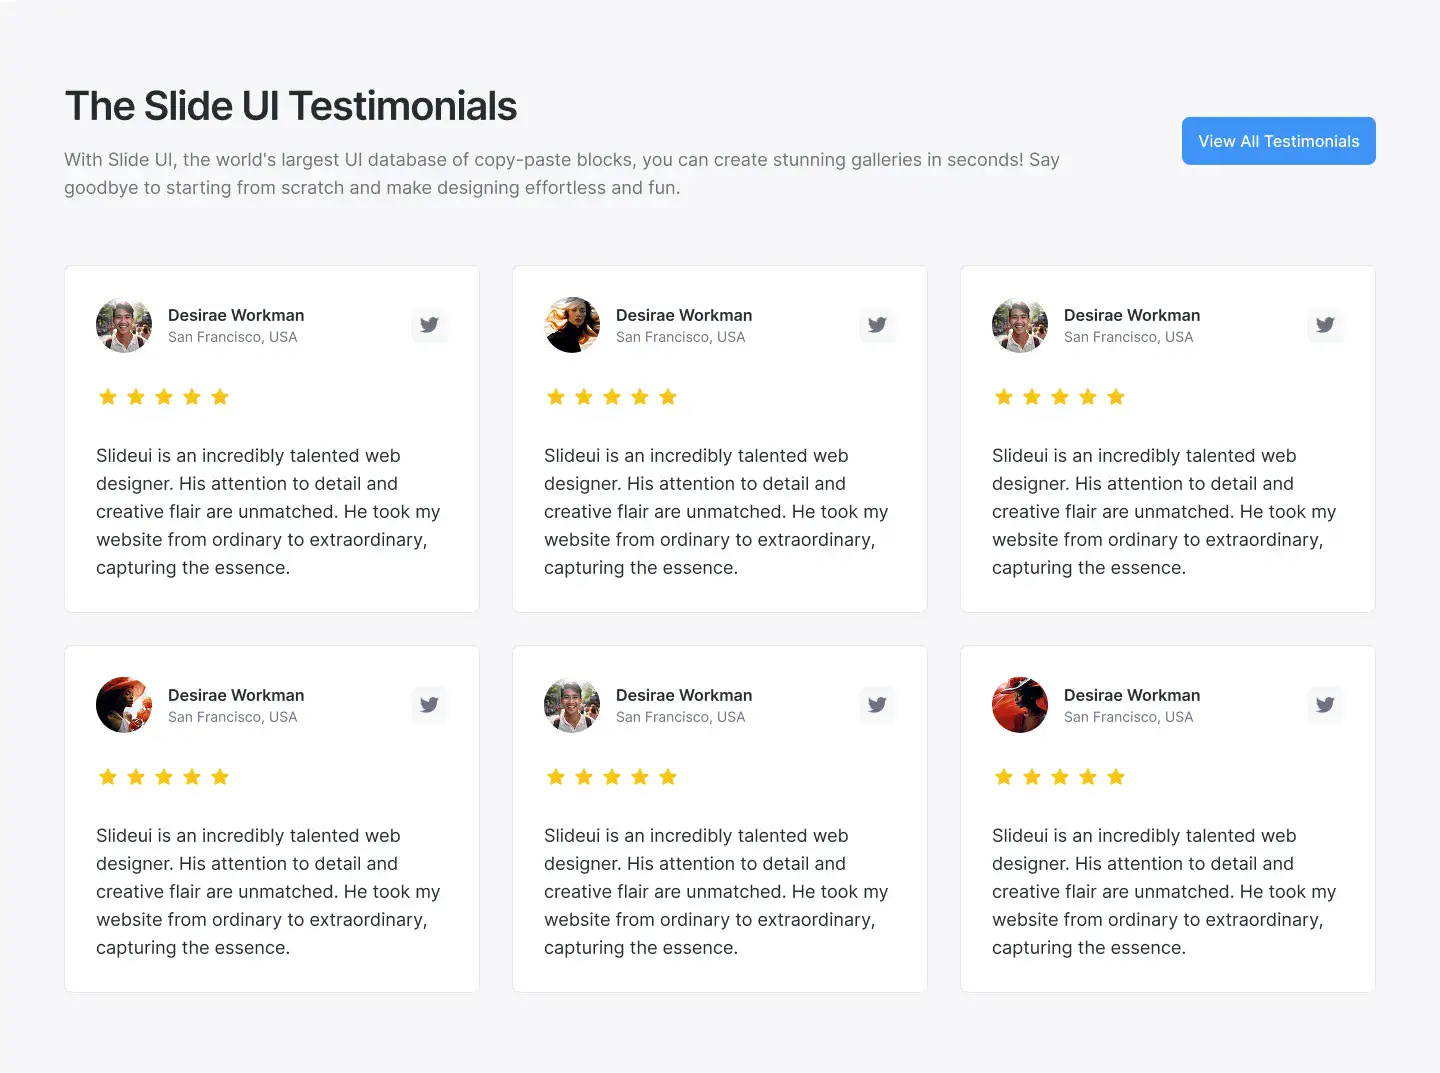 The Slide UI Testimonials
With Slide UI, the world's largest UI database of copy-paste blocks, you can create stunning galleries in seconds! Say
goodbye to starting from scratch and make designing effortless and fun.
View All Testimonials
Desirae Workman
San Francisco, USA
Slideui is an incredibly talented web
designer. His attention to detail and
creative flair are unmatched. He took my
website from ordinary to extraordinary,
capturing the essence.
Desirae Workman
San Francisco, USA
Slideui is an incredibly talented web
designer. His attention to detail and
creative flair are unmatched. He took my
website from ordinary to extraordinary,
capturing the essence.
Desirae Workman
San Francisco, USA
Slideui is an incredibly talented web
designer. His attention to detail and
creative flair are unmatched. He took my
website from ordinary to extraordinary,
capturing the essence.
Desirae Workman
San Francisco, USA
Slideui is an incredibly talented web
designer. His attention to detail and
creative flair are unmatched. He took my
website from ordinary to extraordinary,
capturing the essence.
Desirae Workman
San Francisco, USA
Slideui is an incredibly talented web
designer. His attention to detail and
creative flair are unmatched. He took my
website from ordinary to extraordinary,
capturing the essence.
Desirae Workman
San Francisco, USA
Slideui is an incredibly talented web
designer. His attention to detail and
creative flair are unmatched. He took my
website from ordinary to extraordinary,
capturing the essence.